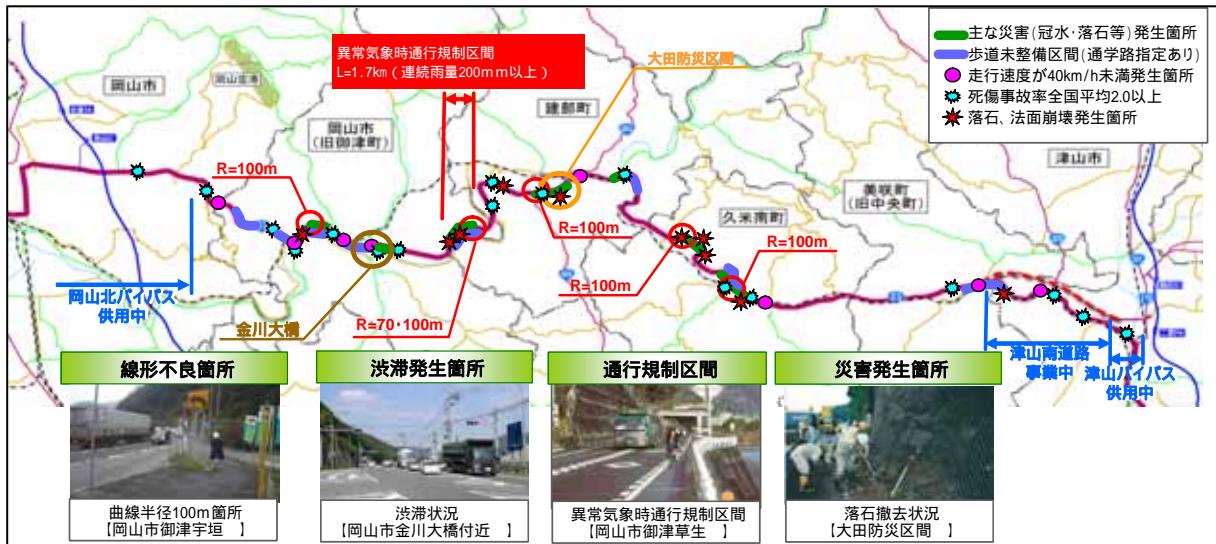 主な災害(冠水・落石等)発生箇所
歩道未整備区間(通学路指定あり)
走行速度が40km/h未満発生箇所
死傷事故率全国平均2.0以上
落石、法面崩壊発生箇所
異常気象時通行規制区間
L=1.7km(連続雨量200mm以上)
大田防災区間
岡山市
岡山空港
岡山市
(旧御津町)
建部町
津山市
美咲町
(旧中央町)
久米南町
R=100m
R=100m
R=100m
R=100m
R=70・100m
岡山北バイパス
供用中
金川大橋
津山南道路
事業中
津山バイパス
供用中
線形不良箇所
渋滞発生箇所
通行規制区間
災害発生箇所
曲線半径100m箇所
【岡山市御津宇垣 】
渋滞状況
【岡山市金川大橋付近 】
異常気象時通行規制区間
【岡山市御津草生 】
落石撤去状況
【大田防災区間 】